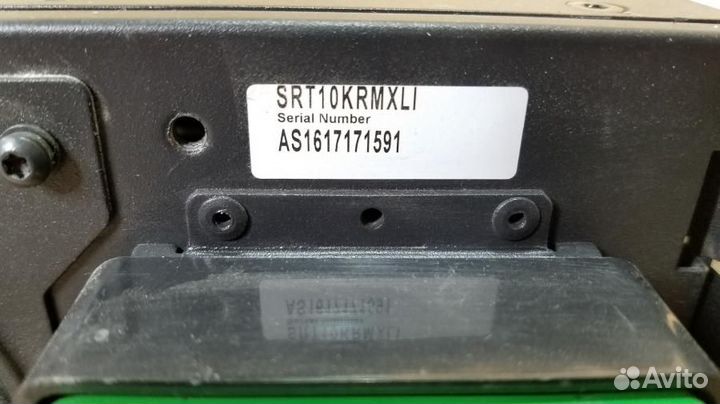 SRT10KRMXLI
Serial Number
AS1617171591
Avito